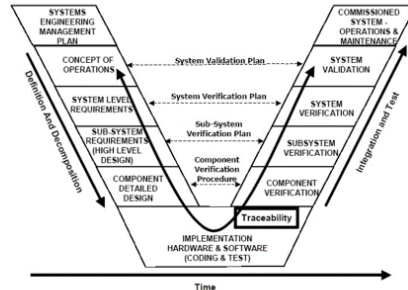 SYSTEMS
ENGINEERING
MANAGEMENT
PLAN
COMMISSIONED
SYSTEM -
OPERATIONS &
MAINTENANCE
CONCEPT OF
OPERATIONS
System Validation Plan
SYSTEM
VALIDATION
SYSTEM LEVEL
REQUIREMENTS
System Verification Plan
SYSTEM
VERIFICATION
SUB-SYSTEM
REQUIREMENTS
(HIGH LEVEL
DESIGN)
Sub-System
Verification Plan
SUBSYSTEM
VERIFICATION
COMPONENT
DETAILED
DESIGN
Component
Verification
Procedure
COMPONENT
VERIFICATION
Definition And Decomposition
Integration and Test
Traceability
IMPLEMENTATION
HARDWARE & SOFTWARE
(CODING & TEST)
Time